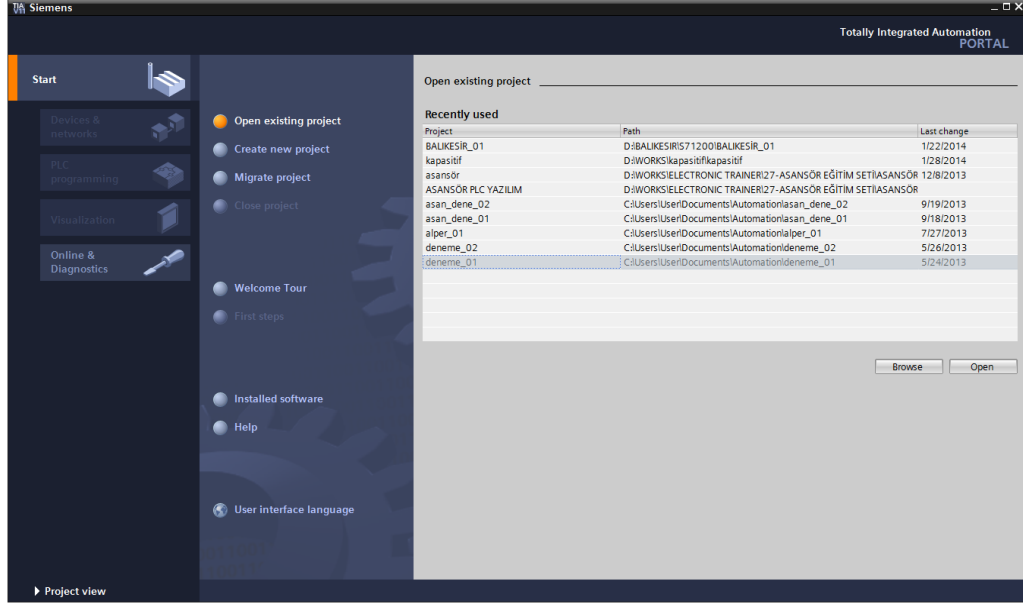 Siemens
Totally Integrated Automation
PORTAL
Start
Devices &
networks
PLC
programming
Visualization
Online &
Diagnostics
Open existing project
Create new project
Migrate project
Close project
Welcome Tour
First steps
Installed software
Help
User interface language
Open existing project
Recently used
Project Path Last change
BALIKESİR_01 D:\BALIKESIR\S71200\BALIKESİR_01 1/22/2014
kapasitif D:\WORKS\kapasitif\kapasitif 1/28/2014
asansör D:\WORKS\ELECTRONIC TRAINER\27-ASANSÖR EĞİTİM SETİ\ASANSÖR 12/8/2013
ASANSÖR PLC YAZILIM D:\WORKS\ELECTRONIC TRAINER\27-ASANSÖR EĞİTİM SETİ\ASANSÖR
asan_dene_02 C:\Users\User\Documents\Automation\asan_dene_02 9/19/2013
asan_dene_01 C:\Users\User\Documents\Automation\asan_dene_01 9/18/2013
alper_01 C:\Users\User\Documents\Automation\alper_01 7/27/2013
deneme_02 C:\Users\User\Documents\Automation\deneme_02 5/26/2013
deneme_01 C:\Users\User\Documents\Automation\deneme_01 5/24/2013
Browse Open
Project view